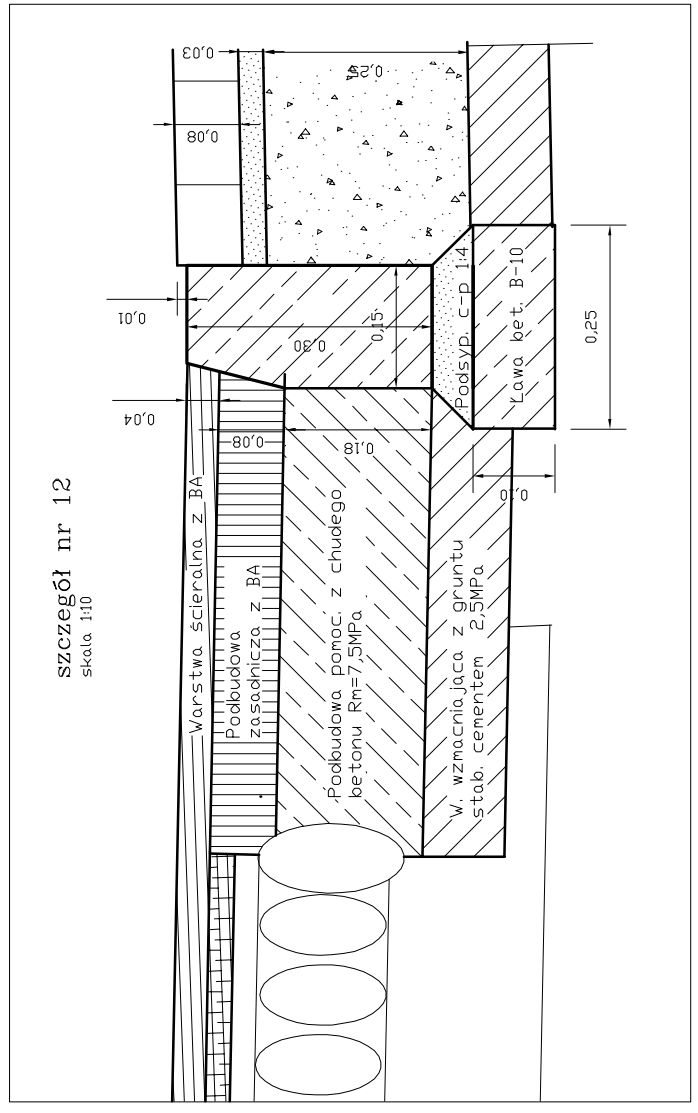 szczegół nr 12
skala 1:10
0,03
0,08
0,25
0,01
0,30
0,15
0,04
0,08
0,18
Podsyp. c-p 1:4
Ława bet. B-10
0,25
0,10
Warstwa ścieralna z BA
Podbudowa
zasadnicza z BA
Podbudowa pomoc. z chudego
betonu Rm=7,5MPa
W. wzmacniająca z gruntu
stab. cementem 2,5MPa